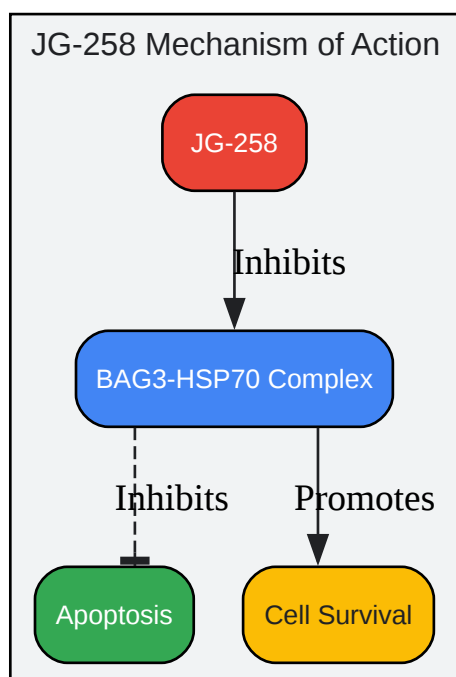 JG-258 Mechanism of Action
JG-258
Inhibits
BAG3-HSP70 Complex
Inhibits
Promotes
Apoptosis
Cell Survival